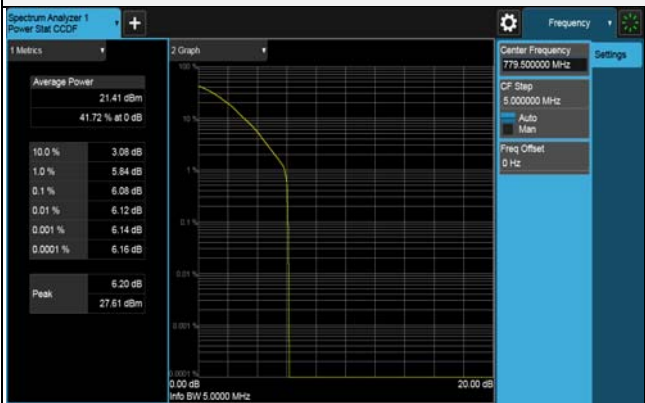 Spectrum Analyzer 1
Power Stat CCDF
Frequency
1 Metrics
2 Graph
Center Frequency
779.500000 MHz
Settings
CF Step
5.000000 MHz
Auto
Man
Freq Offset
0 Hz
Average Power
21.41 dBm
41.72 % at 0 dB
10.0 % 3.08 dB
1.0 % 5.84 dB
0.1 % 6.08 dB
0.01 % 6.12 dB
0.001 % 6.14 dB
0.0001 % 6.16 dB
Peak
6.20 dB
27.61 dBm
100 %
10 %
1 %
0.1 %
0.01 %
0.001 %
0.0001 %
0.00 dB
20.00 dB
Info BW 5.0000 MHz